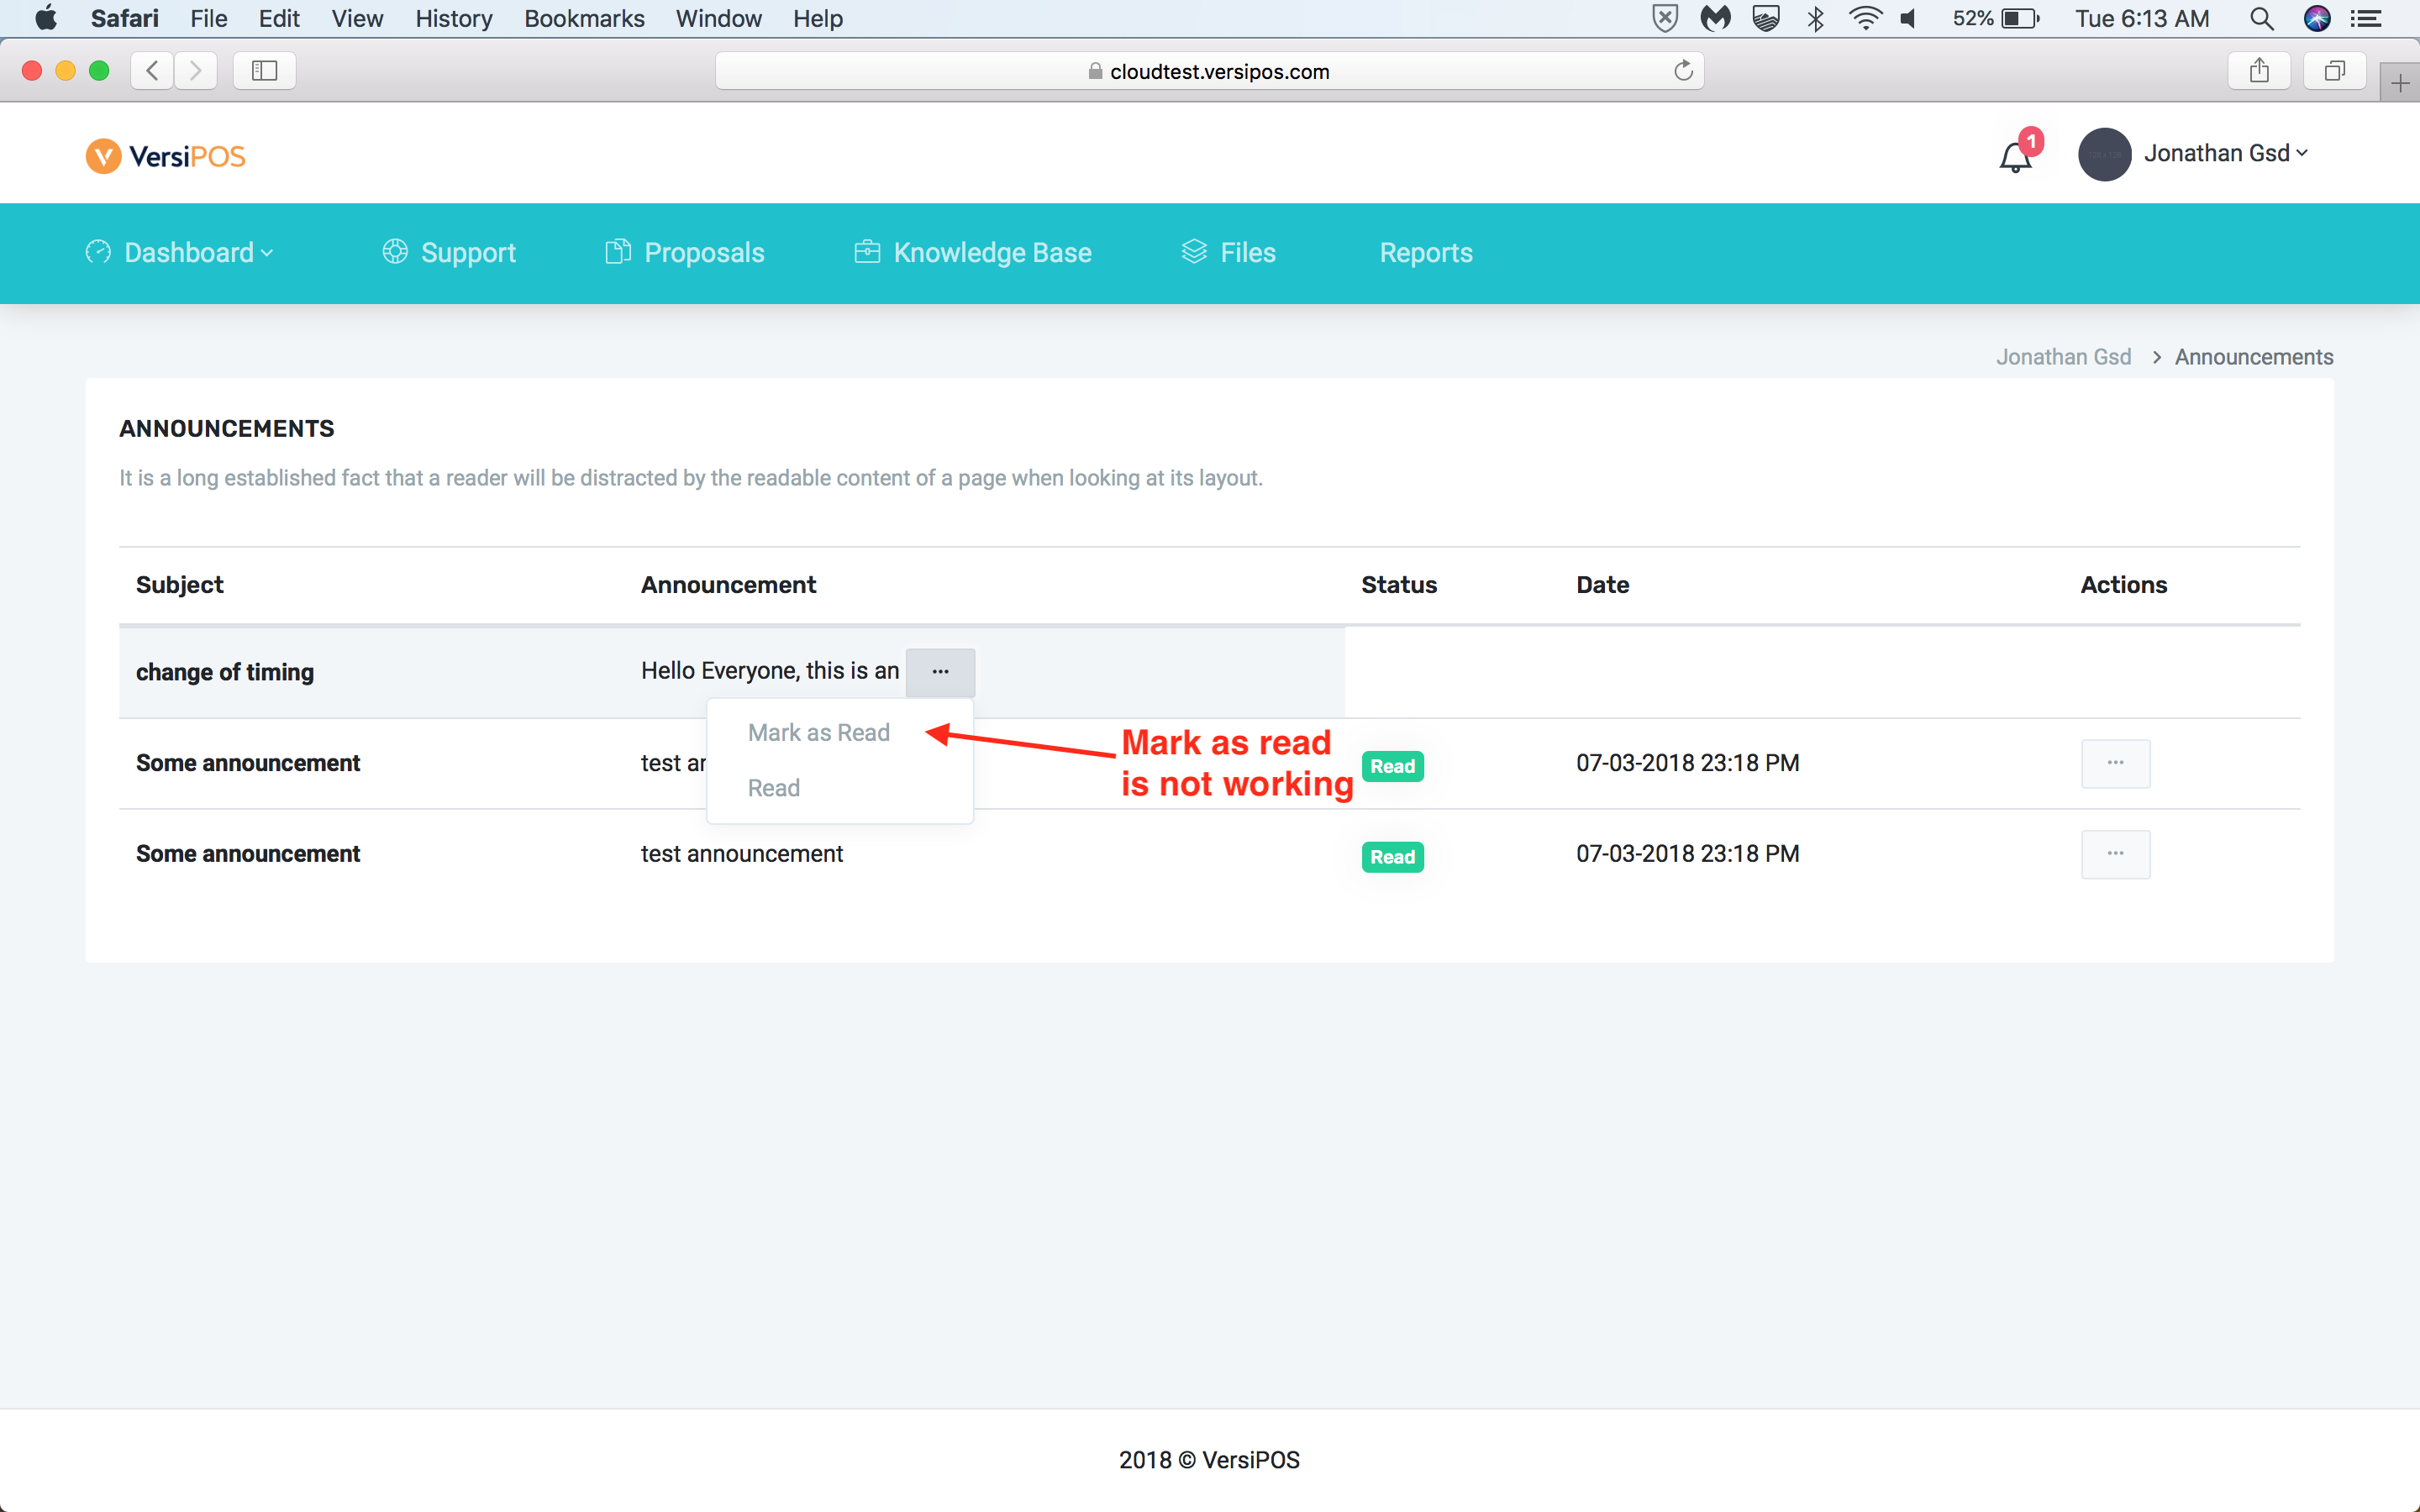 Safari File Edit View History Bookmarks Window Help 52% Tue 6:13 AM
cloudtest.versipos.com
VersiPOS 1 Jonathan Gsd
Dashboard Support Proposals Knowledge Base Files Reports
Jonathan Gsd > Announcements
ANNOUNCEMENTS
It is a long established fact that a reader will be distracted by the readable content of a page when looking at its layout.
Subject Announcement Status Date Actions
change of timing Hello Everyone, this is an ...
Mark as Read
Read
Mark as read
is not working
Some announcement test ar Read 07-03-2018 23:18 PM ...
Some announcement test announcement Read 07-03-2018 23:18 PM ...
2018 © VersiPOS